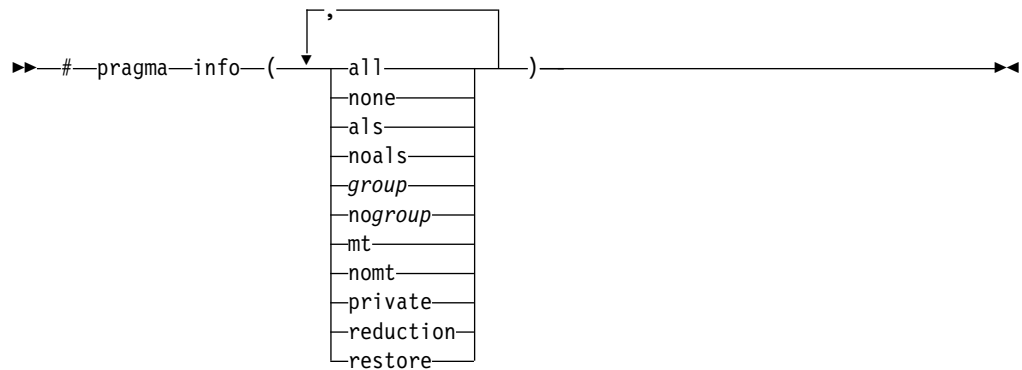 ,
# pragma info ( all )
none
als
noals
group
nogroup
mt
nomt
private
reduction
restore